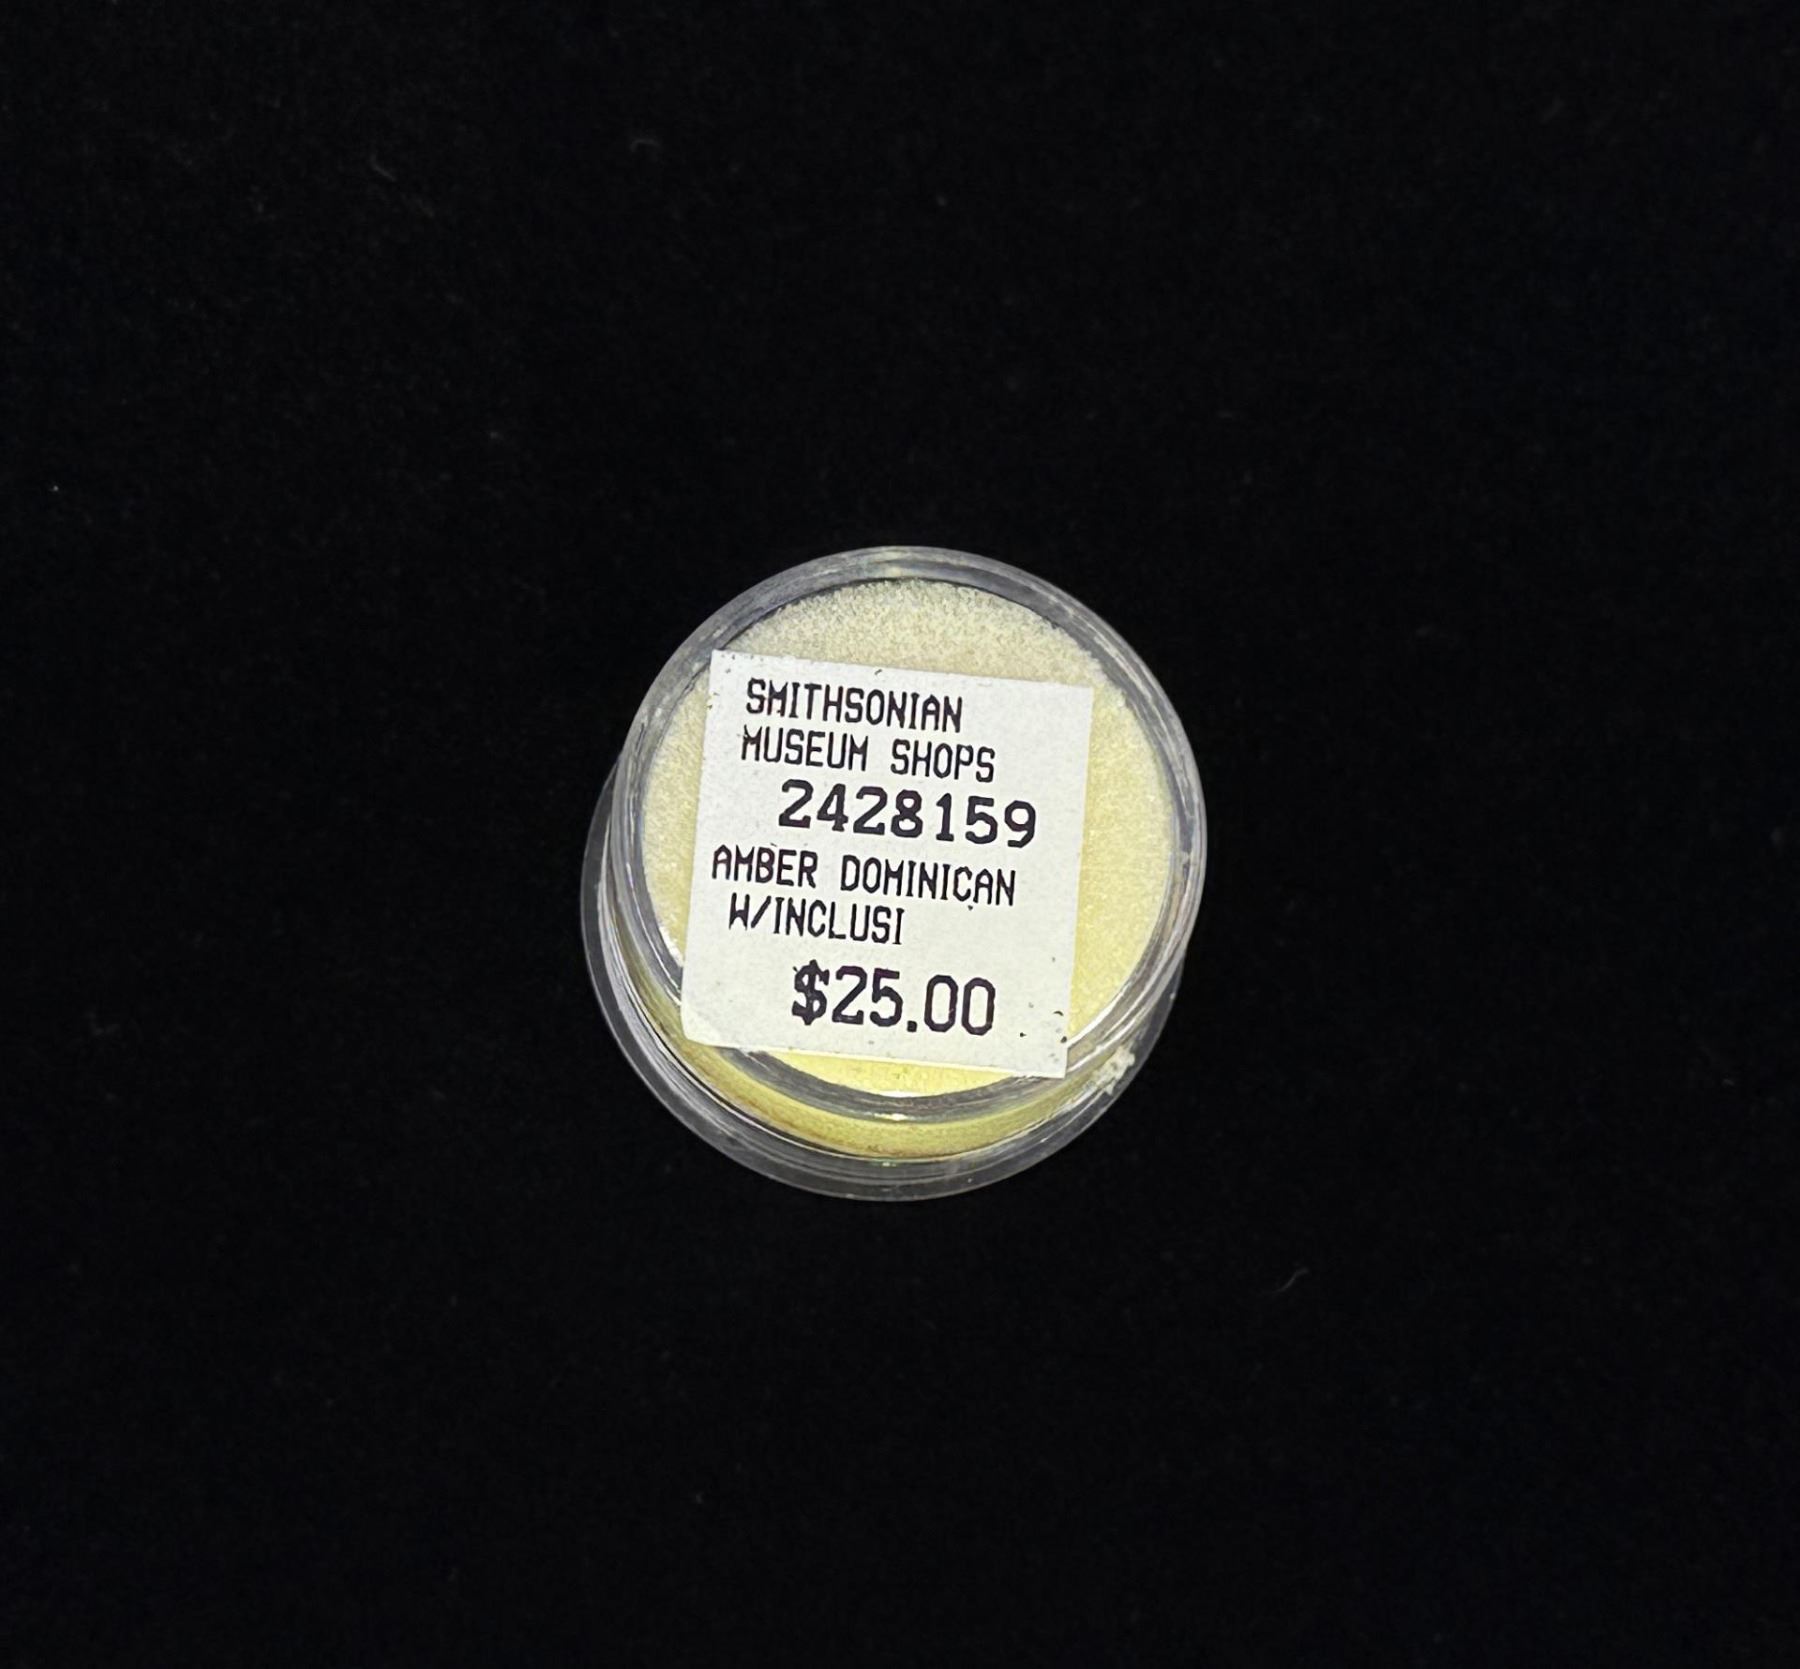 SMITHSONIAN
MUSEUM SHOPS
2428159
AMBER DOMINICAN
W/INCLUSI
$25.00